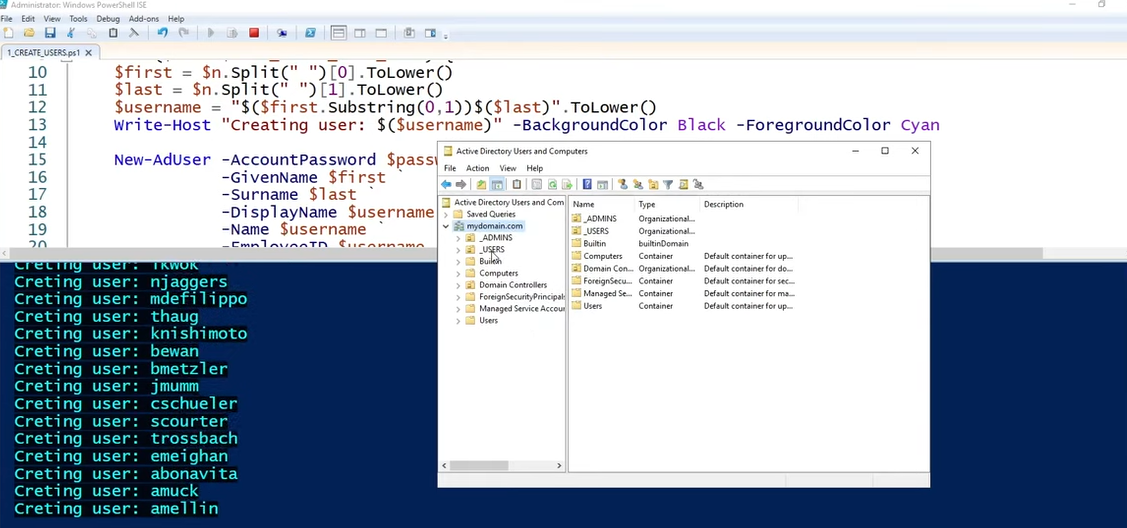 Administrator: Windows PowerShell ISE
File Edit View Tools Debug Add-ons Help
1_CREATE_USERS.ps1
10 $first = $n.Split(" ")[0].ToLower()
11 $last = $n.Split(" ")[1].ToLower()
12 $username = "$($first.Substring(0,1))$($last)".ToLower()
13 Write-Host "Creating user: $($username)" -BackgroundColor Black -ForegroundColor Cyan
14
15 New-AdUser -AccountPassword $passw
16 -GivenName $first `
17 -Surname $last `
18 -DisplayName $username
19 -Name $username `
20 -EmployeeID $username
Active Directory Users and Computers
File Action View Help
Active Directory Users and Com
Saved Queries
mydomain.com
_ADMINS
_USERS
Builtin
Computers
Domain Controllers
ForeignSecurityPrincipals
Managed Service Accour
Users
Name Type Description
_ADMINS Organizational...
_USERS Organizational...
Builtin builtinDomain
Computers Container Default container for up...
Domain Con... Organizational... Default container for do...
ForeignSecu... Container Default container for sec...
Managed Se... Container Default container for ma...
Users Container Default container for up...
Creting user: 
Creting user: njaggers
Creting user: mdefilippo
Creting user: thaug
Creting user: knishimoto
Creting user: bewan
Creting user: bmetzler
Creting user: jmumm
Creting user: cschueler
Creting user: scourter
Creting user: trossbach
Creting user: emeighan
Creting user: abonavita
Creting user: amuck
Creting user: amellin